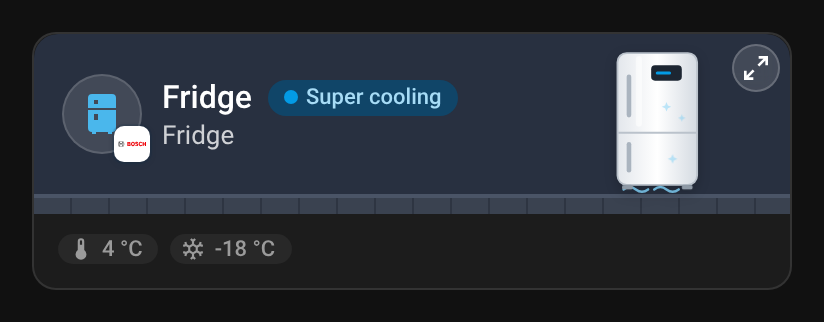 Fridge
Super cooling
BOSCH
Fridge
4 °C
-18 °C